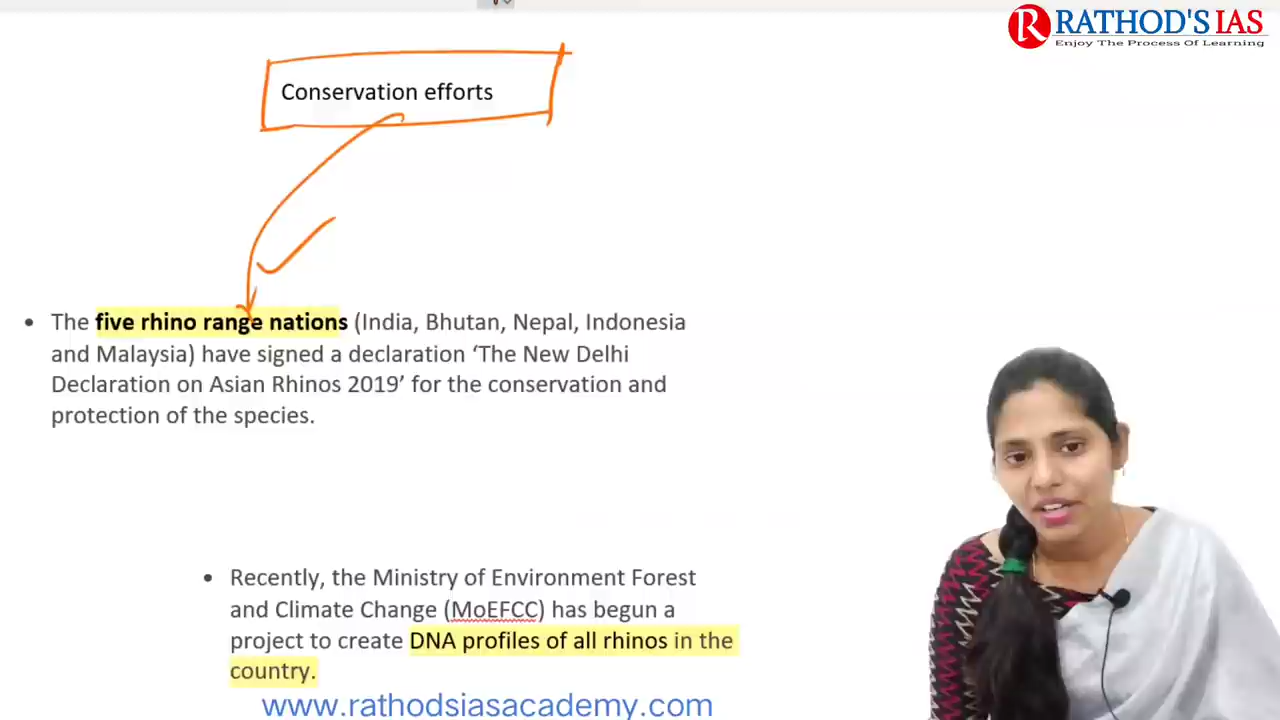 RATHOD'S IAS
Enjoy The Process Of Learning
Conservation efforts
• The five rhino range nations (India, Bhutan, Nepal, Indonesia
and Malaysia) have signed a declaration ‘The New Delhi
Declaration on Asian Rhinos 2019’ for the conservation and
protection of the species.
• Recently, the Ministry of Environment Forest
and Climate Change (MoEFCC) has begun a
project to create DNA profiles of all rhinos in the
country.
www.rathodsiasacademy.com